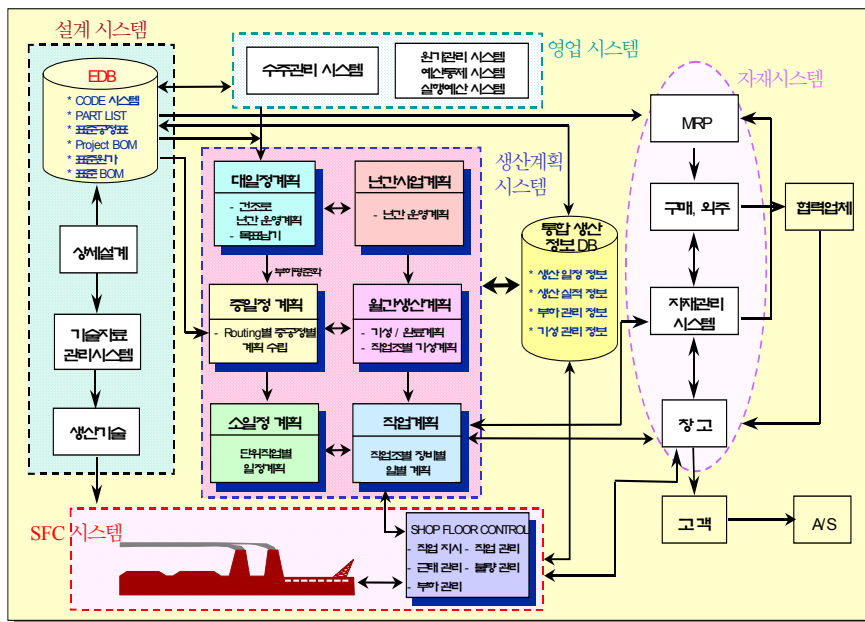 설계 시스템
EDB
* CODE 시스템
* PART LIST
* 표준공정표
* Project BOM
* 표준원가
* 표준 BOM
상세설계
기술자료
관리시스템
생산기술
영업 시스템
수주관리 시스템
원가관리 시스템
예산통제 시스템
실행예산 시스템
생산계획
시스템
대일정계획
- 건조로
년간 운영계획
- 목표납기
년간사업계획
- 년간 운영계획
부하평준화
중일정 계획
- Routing별 중공정별
계획 수립
월간생산계획
- 기성 / 완료계획
- 작업조별 기성계획
소일정 계획
단위작업별
일정계획
작업계획
작업조별 장비별
일별 계획
통합 생산
정보 DB
* 생산 일정 정보
* 생산 실적 정보
* 부하 관리 정보
* 기성 관리 정보
자재시스템
MRP
구매, 외주
협력업체
자재관리
시스템
창 고
고객
A/S
SFC 시스템
SHOP FLOOR CONTROL
- 작업 지시 - 작업 관리
- 근태 관리 - 불량 관리
- 부하 관리